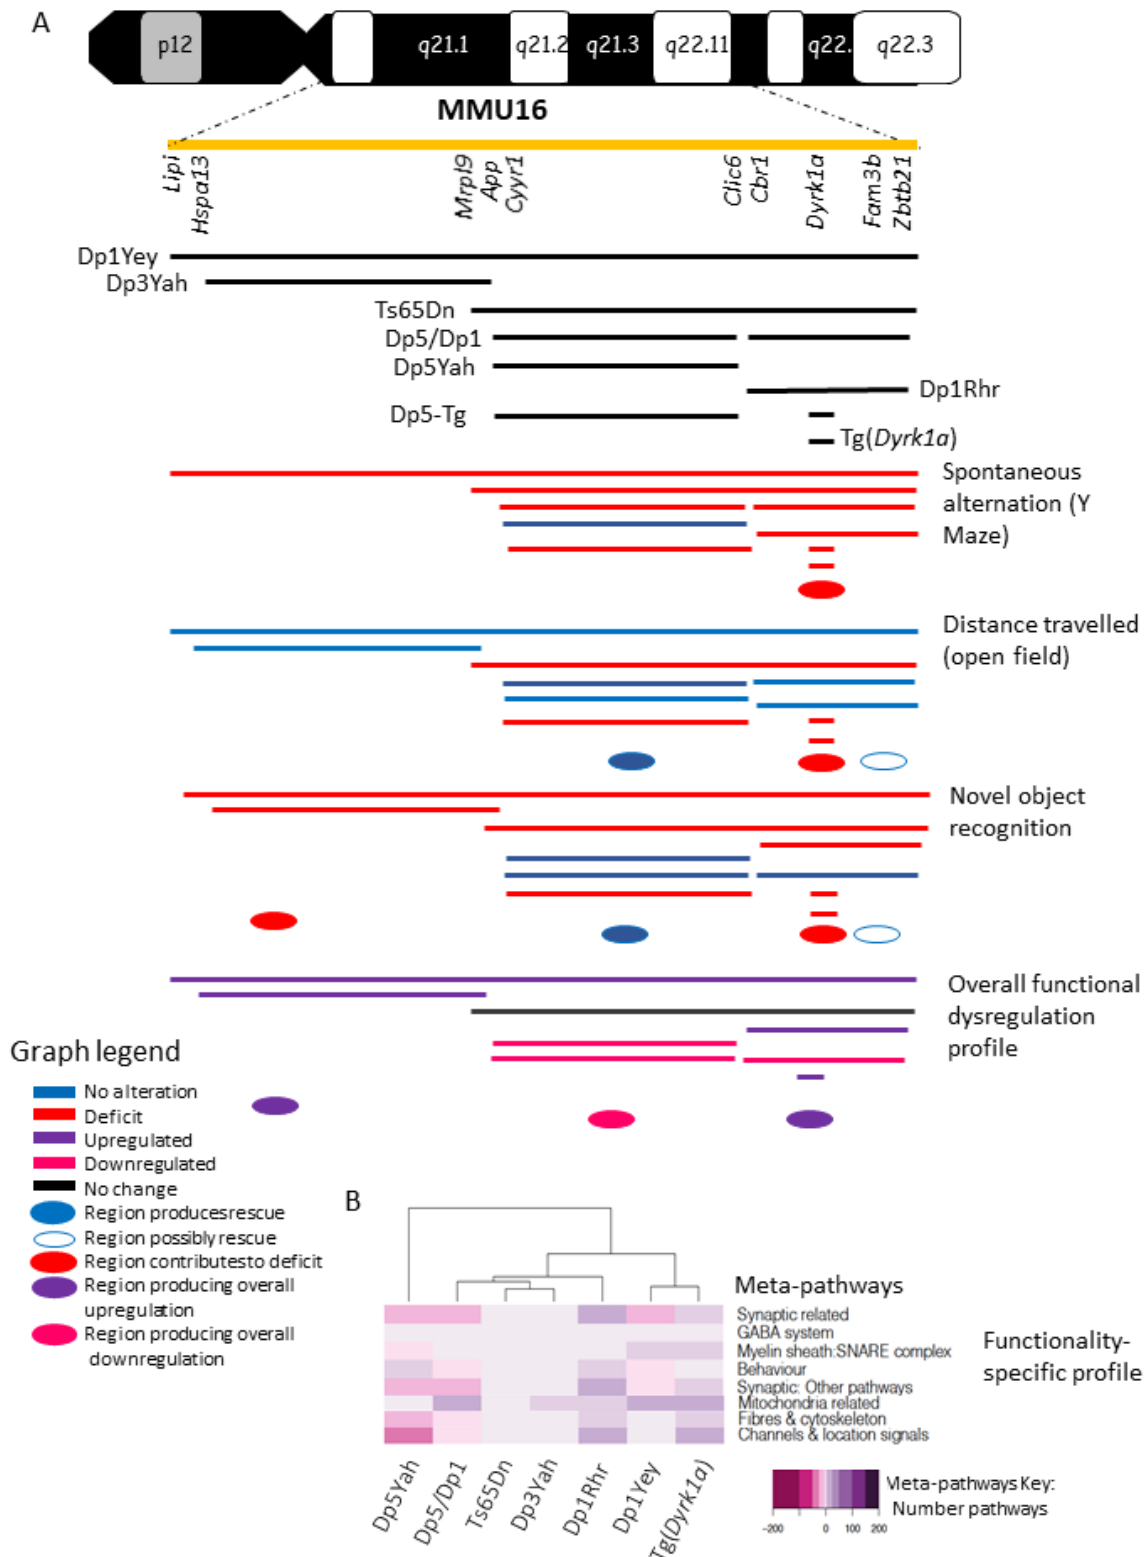 A
p12
q21.1
q21.2
q21.3
q22.11
q22.
q22.3
MMU16
Lipi
Hspa13
Mrpl9
App
Cyyr1
Clic6
Cbr1
Dyrk1a
Fam3b
Zbtb21
Dp1Yey
Dp3Yah
Ts65Dn
Dp5/Dp1
Dp5Yah
Dp1Rhr
Dp5-Tg
Tg(Dyrk1a)
Spontaneous
alternation (Y
Maze)
Distance travelled
(open field)
Novel object
recognition
Overall functional
dysregulation
profile
Graph legend
No alteration
Deficit
Upregulated
Downregulated
No change
Region producesrescue
Region possibly rescue
Region contributesto deficit
Region producing overall
upregulation
Region producing overall
downregulation
B
Meta-pathways
Synaptic related
GABA system
Myelin sheath:SNARE complex
Behaviour
Synaptic: Other pathways
Mitochondria related
Fibres & cytoskeleton
Channels & location signals
Functionality-
specific profile
Dp5Yah
Dp5/Dp1
Ts65Dn
Dp3Yah
Dp1Rhr
Dp1Yey
Tg(Dyrk1a)
Meta-pathways Key:
Number pathways
-200
0
100
200